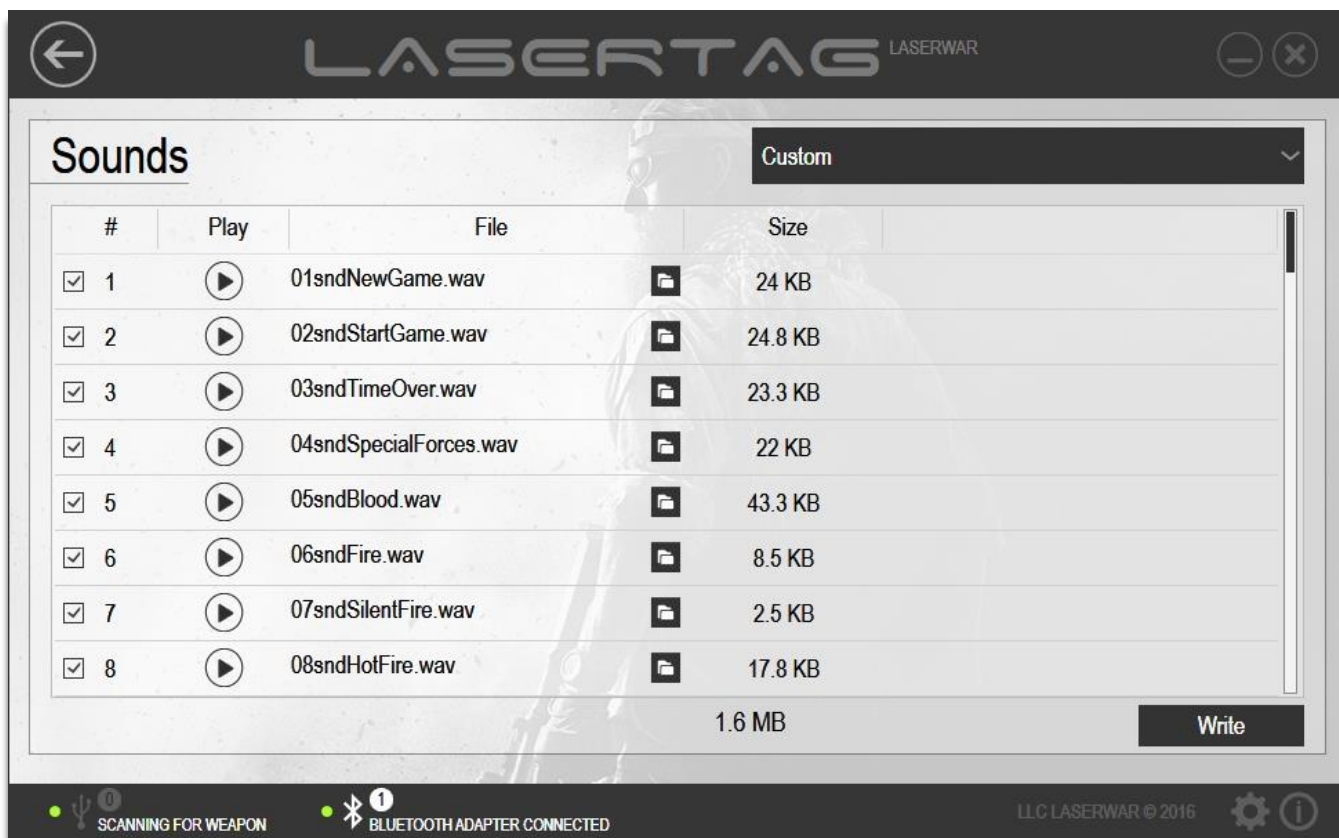 LASERTAG LASERWAR
Sounds
Custom
# Play File Size
1 01sndNewGame.wav 24 KB
2 02sndStartGame.wav 24.8 KB
3 03sndTimeOver.wav 23.3 KB
4 04sndSpecialForces.wav 22 KB
5 05sndBlood.wav 43.3 KB
6 06sndFire.wav 8.5 KB
7 07sndSilentFire.wav 2.5 KB
8 08sndHotFire.wav 17.8 KB
1.6 MB
Write
0
SCANNING FOR WEAPON
1
BLUETOOTH ADAPTER CONNECTED
LLC LASERWAR © 2016